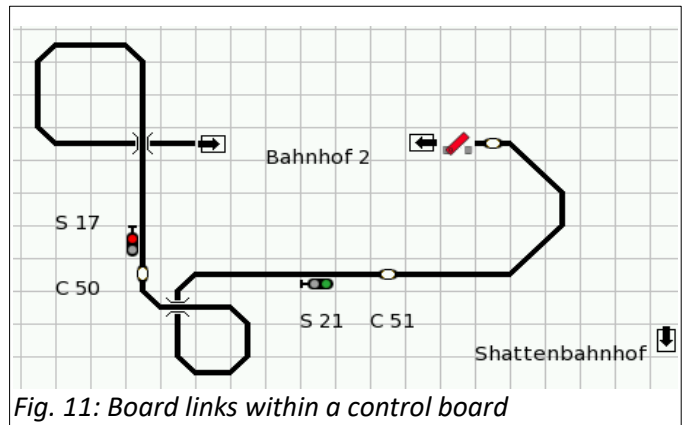 Bahnhof 2
S 17
C 50
S 21 C 51
Shattenbahnhof
Fig. 11: Board links within a control board